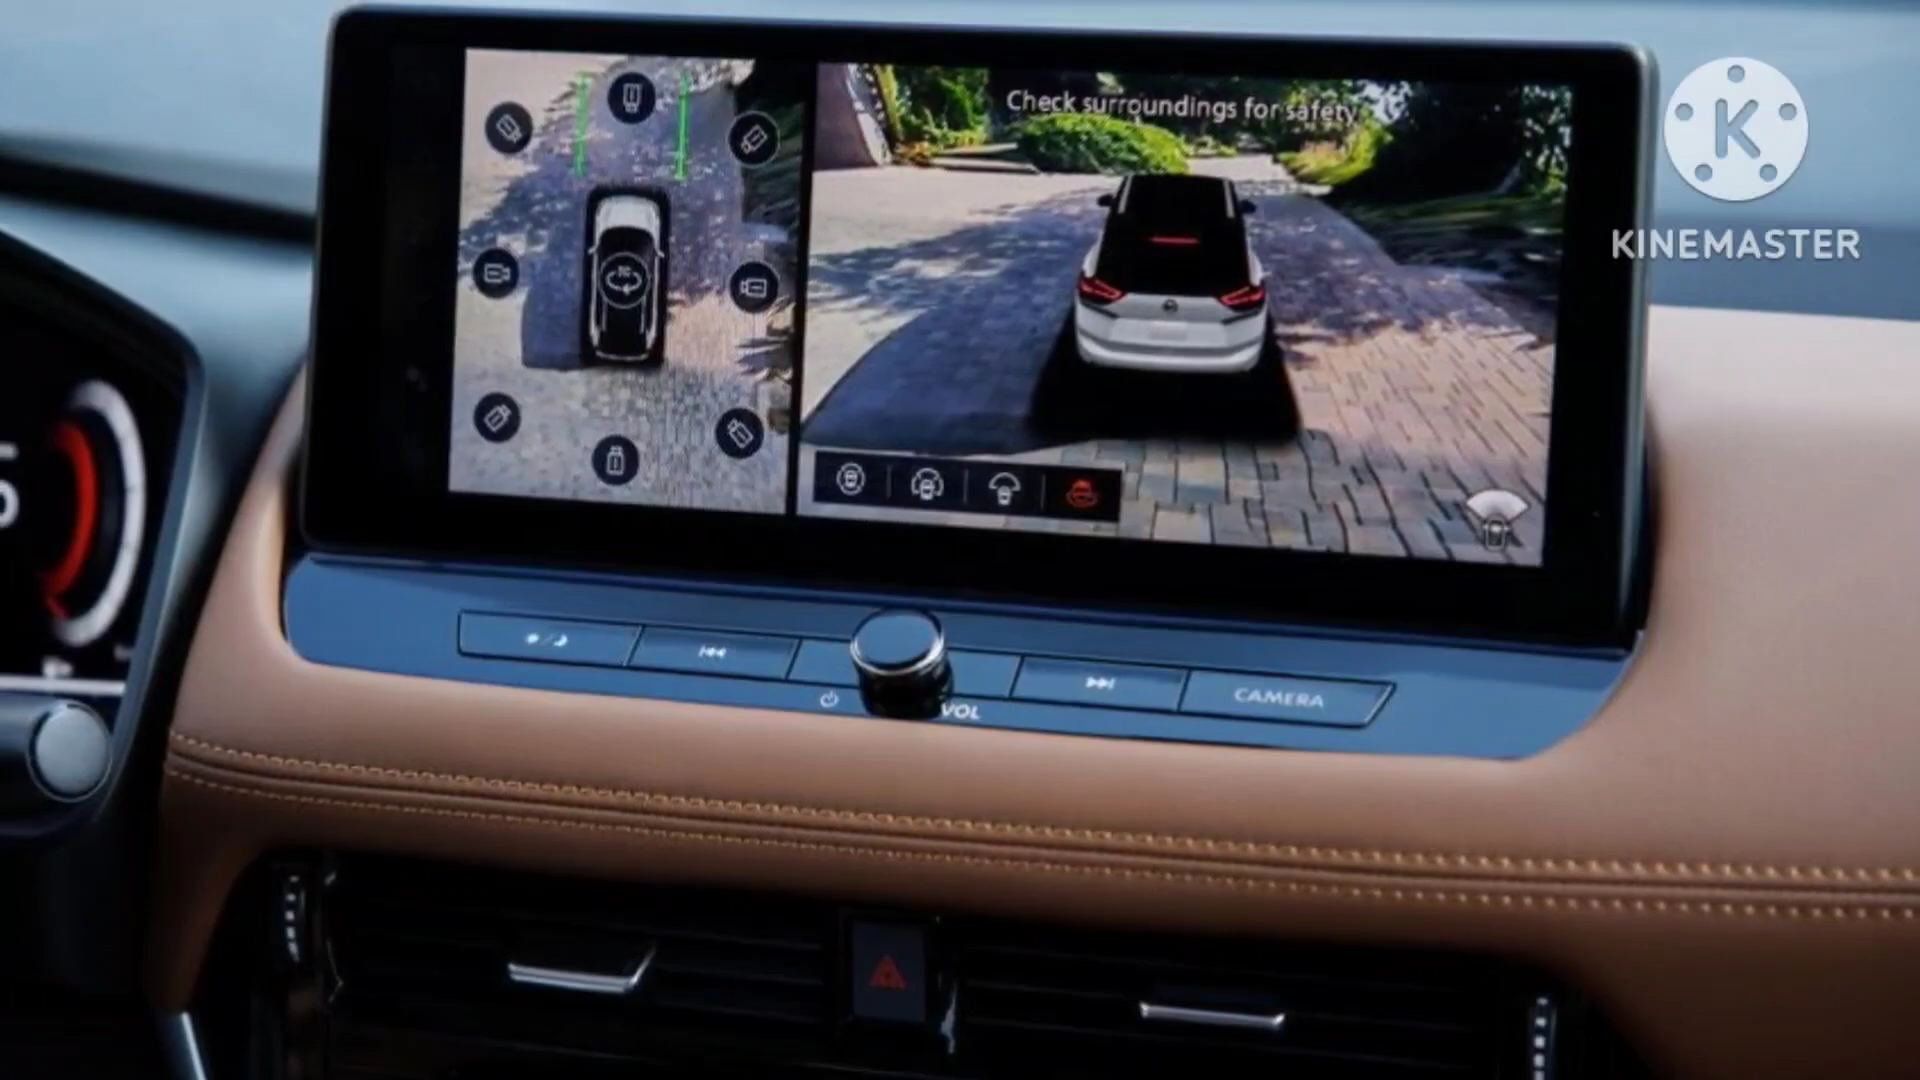 Check surroundings for safety
K
KINEMASTER
VOL
CAMERA